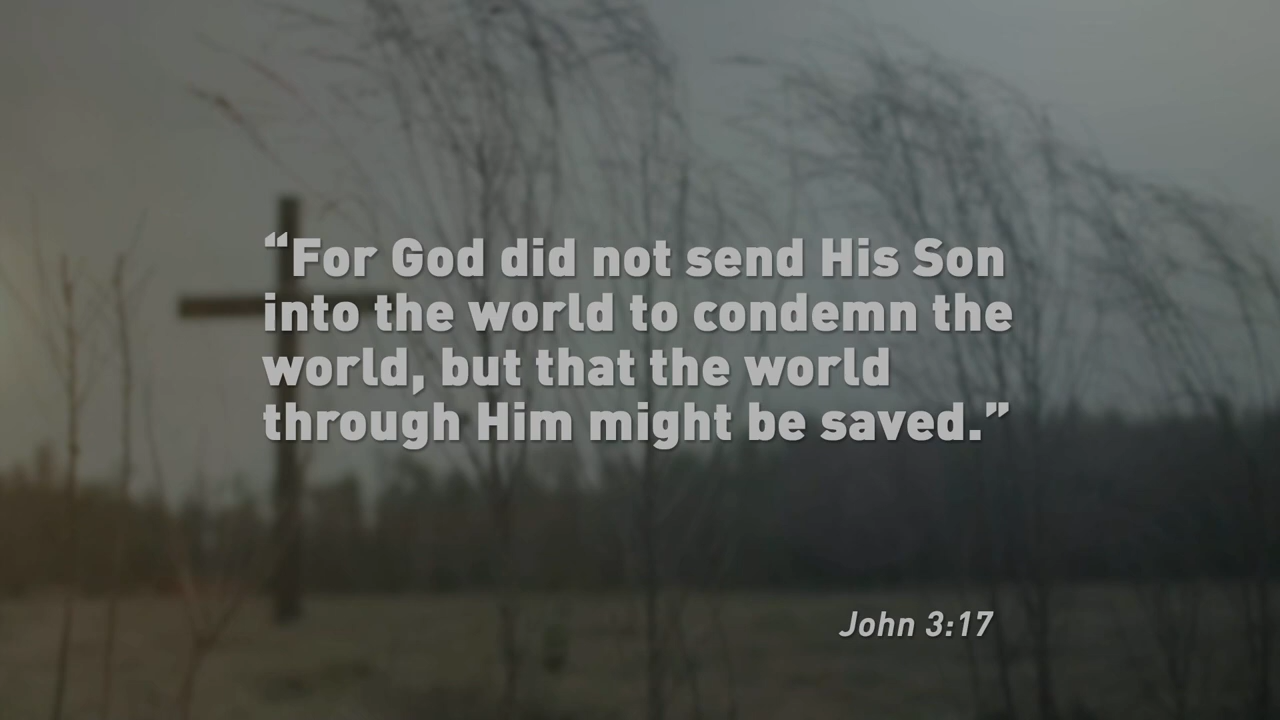 “For God did not send His Son
into the world to condemn the
world, but that the world
through Him might be saved.”
John 3:17